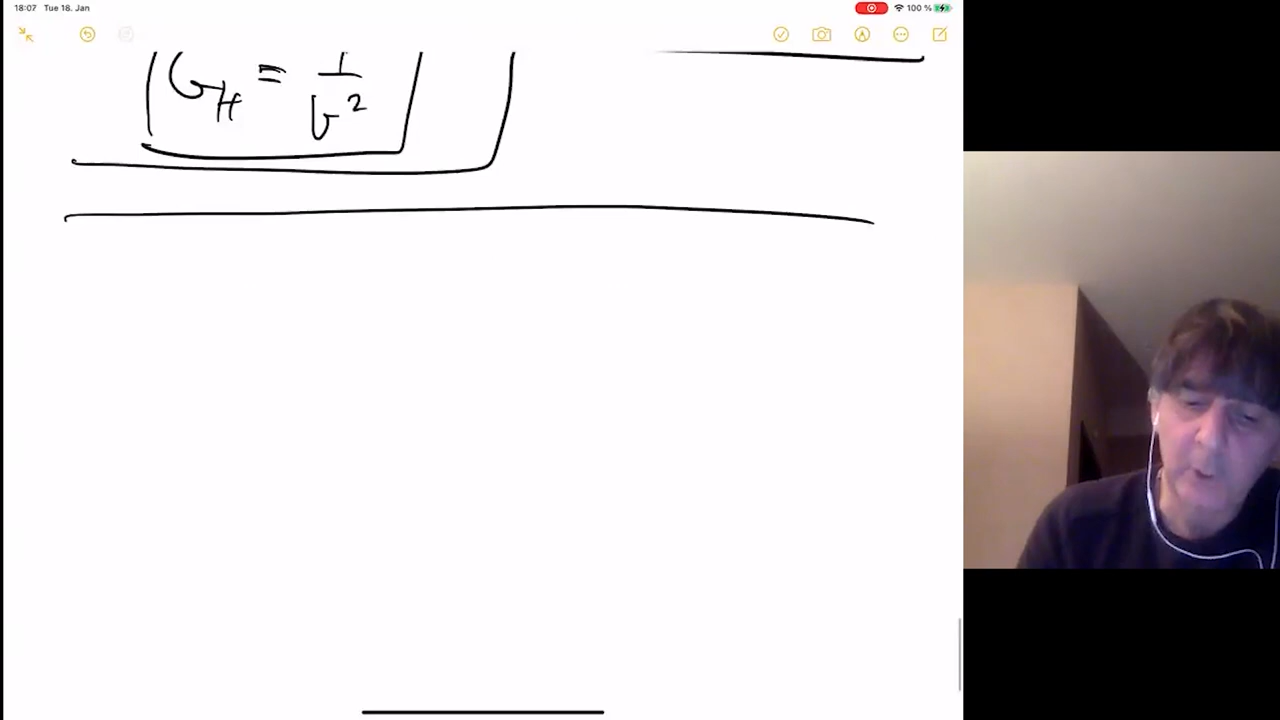 18:07 Tue 18. Jan 100 %
G_H = 1/v²